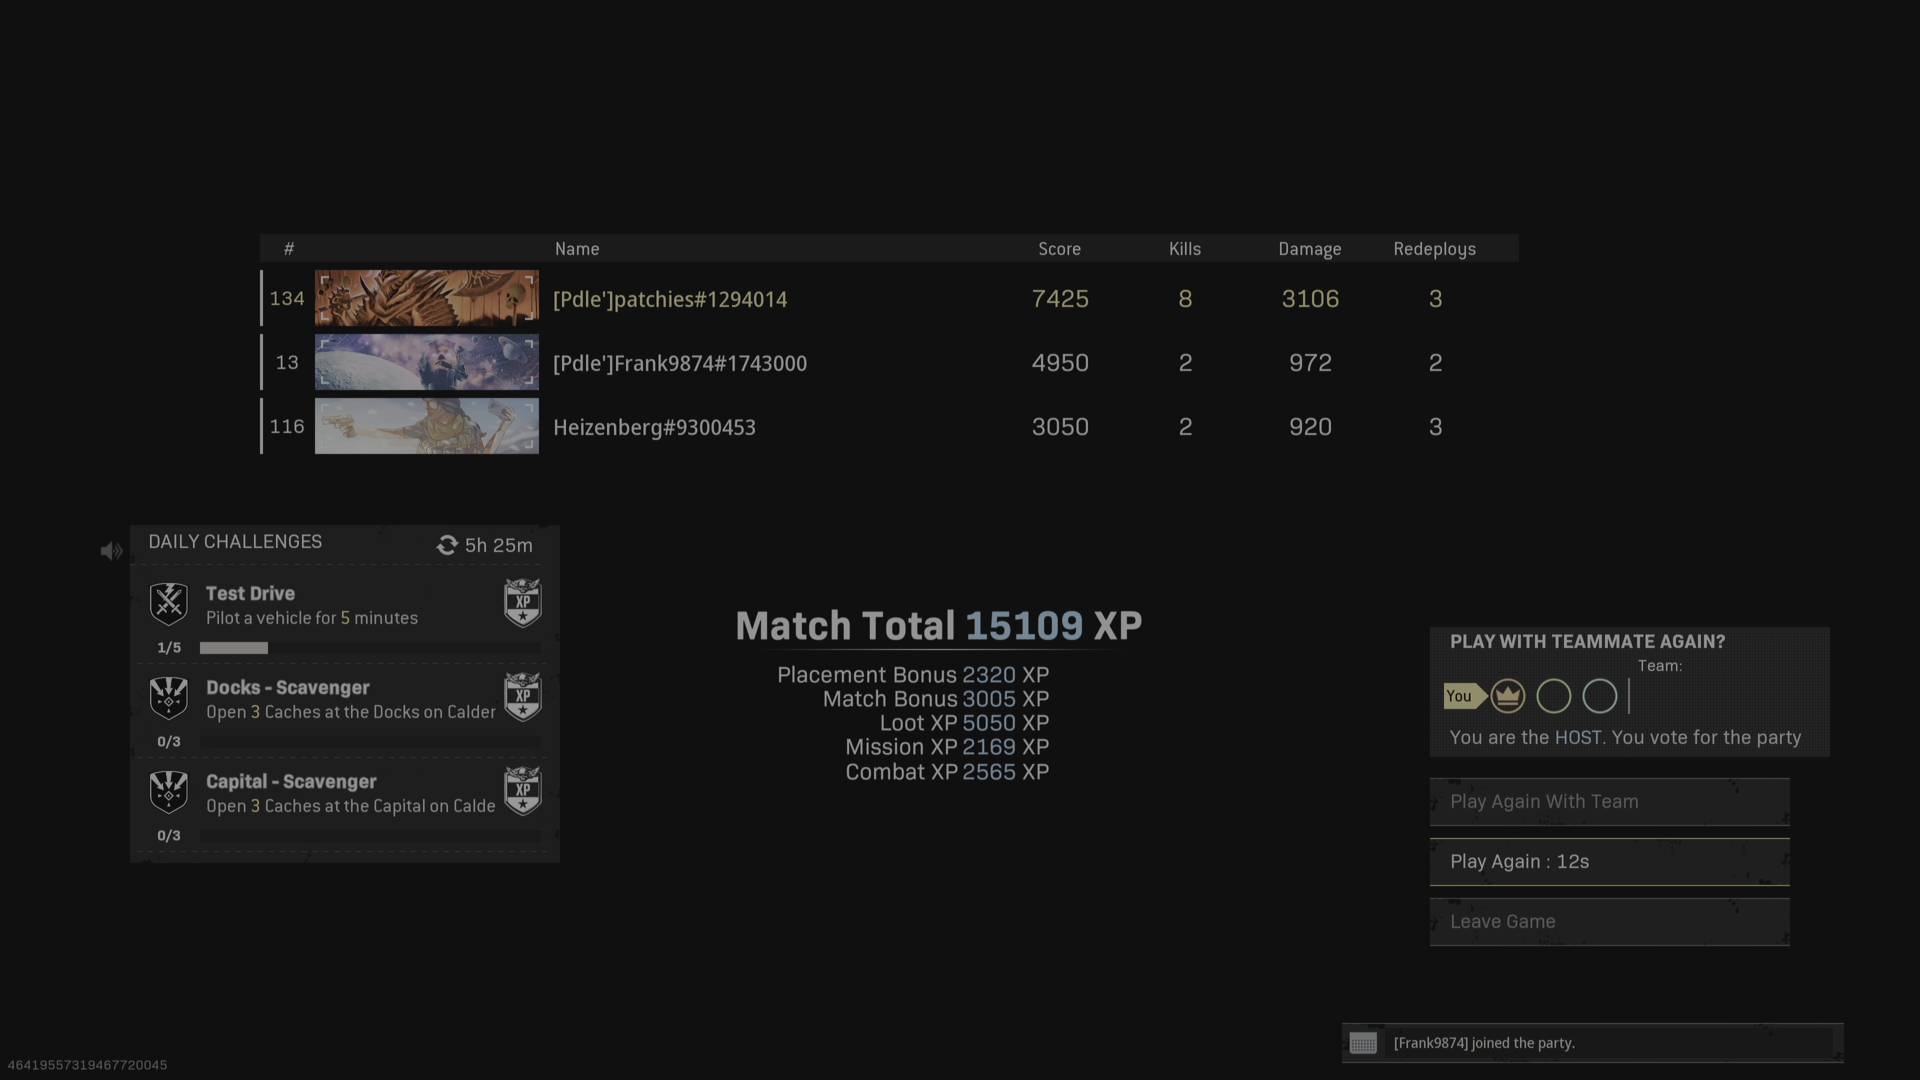 # Name Score Kills Damage Redeploys
134 [Pdle']patchies#1294014 7425 8 3106 3
13 [Pdle']Frank9874#1743000 4950 2 972 2
116 Heizenberg#9300453 3050 2 920 3
DAILY CHALLENGES 5h 25m
Test Drive
Pilot a vehicle for 5 minutes
XP
1/5
Docks - Scavenger
Open 3 Caches at the Docks on Calder
XP
0/3
Capital - Scavenger
Open 3 Caches at the Capital on Calde
XP
0/3
Match Total 15109 XP
Placement Bonus 2320 XP
Match Bonus 3005 XP
Loot XP 5050 XP
Mission XP 2169 XP
Combat XP 2565 XP
PLAY WITH TEAMMATE AGAIN?
Team:
You
You are the HOST. You vote for the party
Play Again With Team
Play Again : 12s
Leave Game
[Frank9874] joined the party.
46419557319467720045